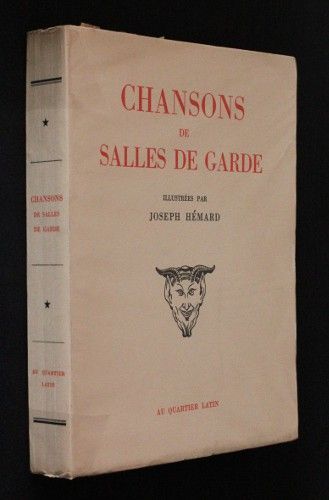 CHANSONS
DE
SALLES DE GARDE
ILLUSTRÉES PAR
JOSEPH HÉMARD
AU QUARTIER LATIN
CHANSONS
DE SALLES
DE GARDE
AU QUARTIER
LATIN